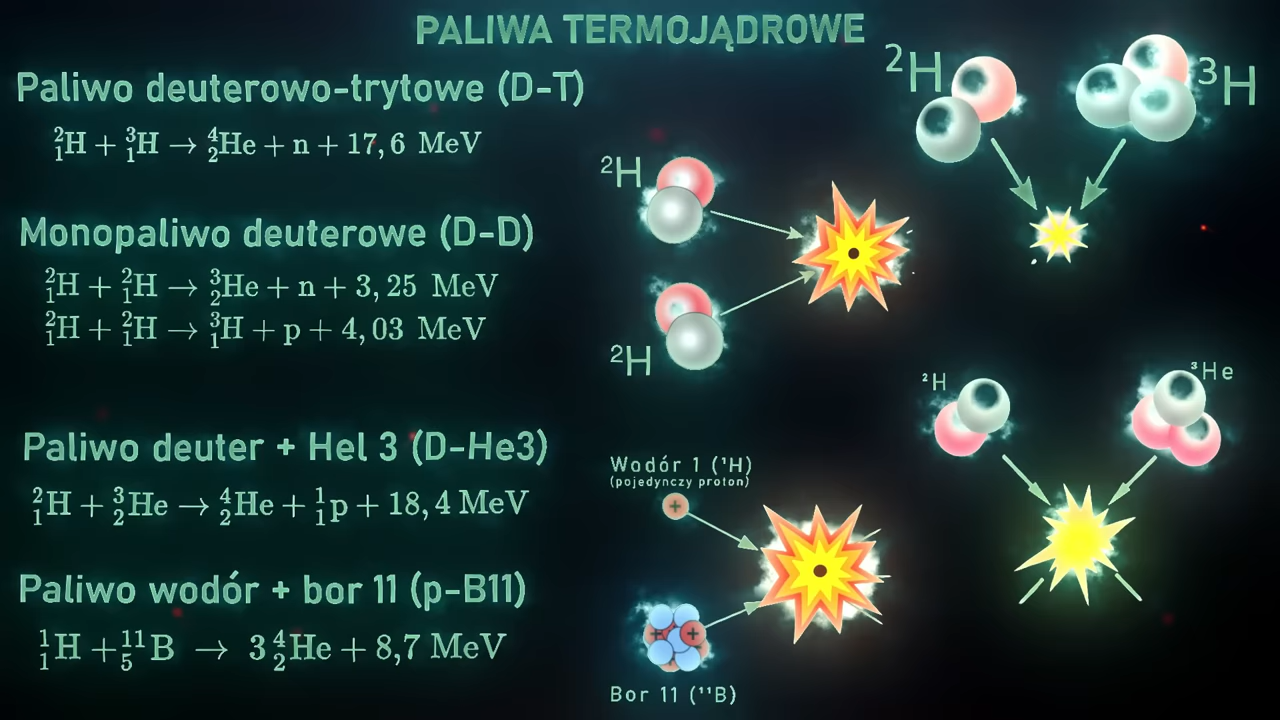 PALIWA TERMOJĄDROWE
Paliwo deuterowo-trytowe (D-T)
²₁H + ³₁H → ⁴₂He + n + 17,6 MeV
Monopaliwo deuterowe (D-D)
²₁H + ²₁H → ³₂He + n + 3,25 MeV
²₁H + ²₁H → ³₁H + p + 4,03 MeV
Paliwo deuter + Hel 3 (D-He3)
²₁H + ³₂He → ⁴₂He + ¹₁p + 18,4 MeV
Paliwo wodór + bor 11 (p-B11)
¹₁H + ¹¹₅B → 3 ⁴₂He + 8,7 MeV
²H
³H
²H
²H
²H
³He
Wodór 1 (¹H)
(pojedynczy proton)
+
+ +
Bor 11 (¹¹B)